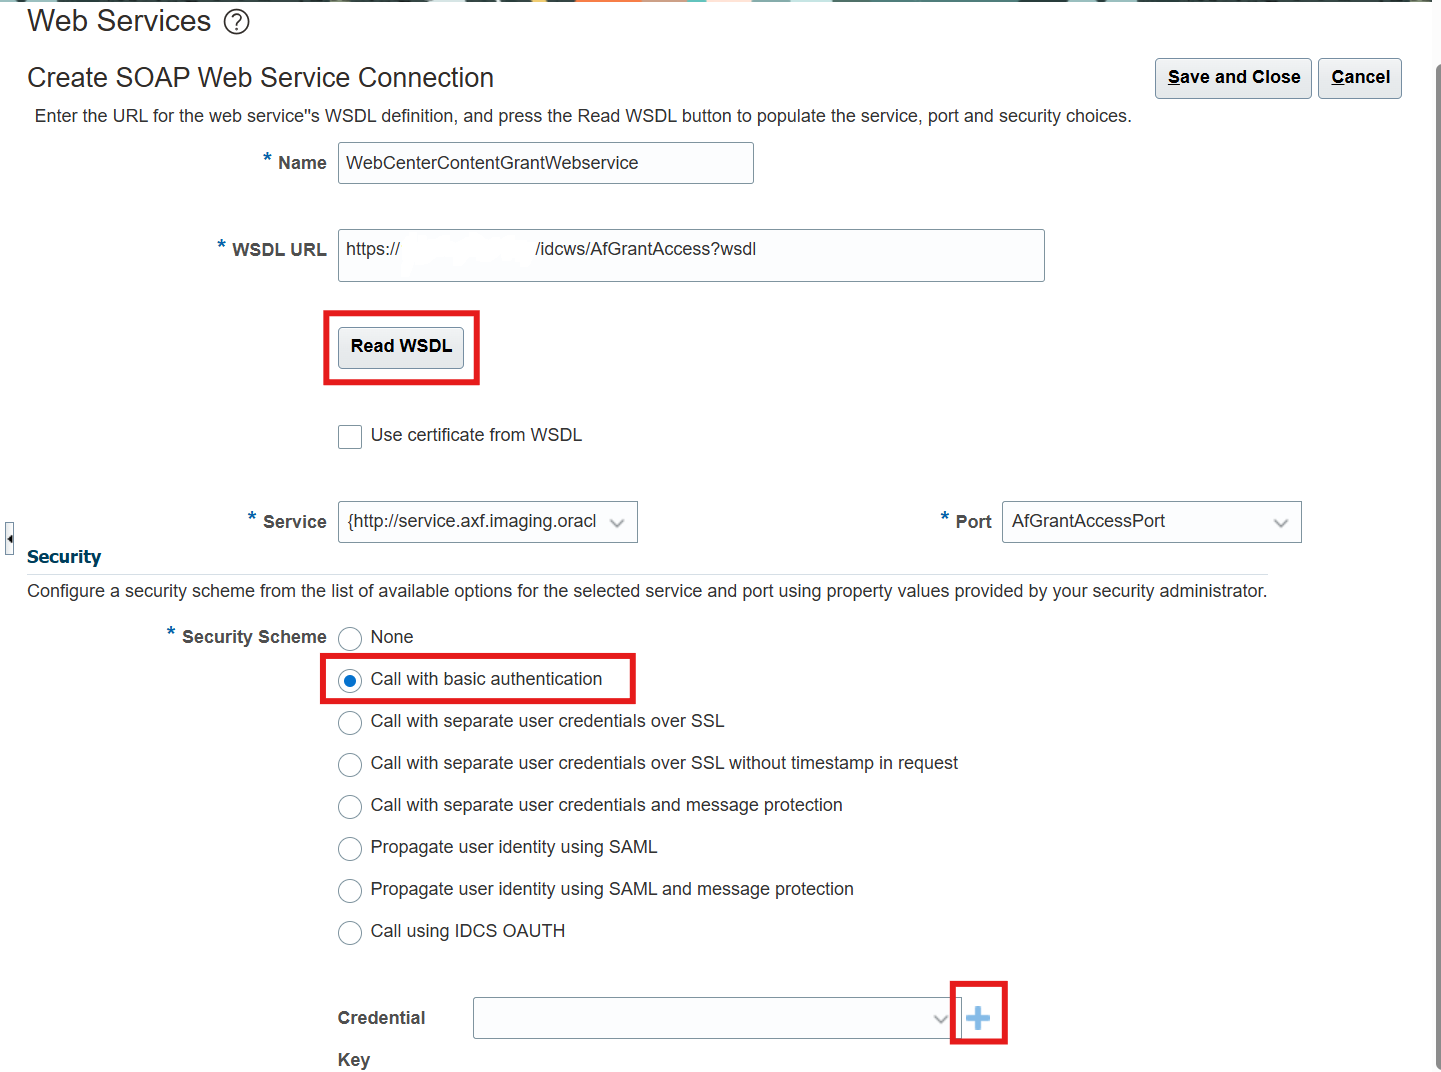 Web Services ?
Create SOAP Web Service Connection
Save and Close Cancel
Enter the URL for the web service"s WSDL definition, and press the Read WSDL button to populate the service, port and security choices.
* Name WebCenterContentGrantWebservice
* WSDL URL https:// /idcws/AfGrantAccess?wsdl
Read WSDL
Use certificate from WSDL
* Service {http://service.axf.imaging.oracl * Port AfGrantAccessPort
Security
Configure a security scheme from the list of available options for the selected service and port using property values provided by your security administrator.
* Security Scheme None
Call with basic authentication
Call with separate user credentials over SSL
Call with separate user credentials over SSL without timestamp in request
Call with separate user credentials and message protection
Propagate user identity using SAML
Propagate user identity using SAML and message protection
Call using IDCS OAUTH
Credential
Key